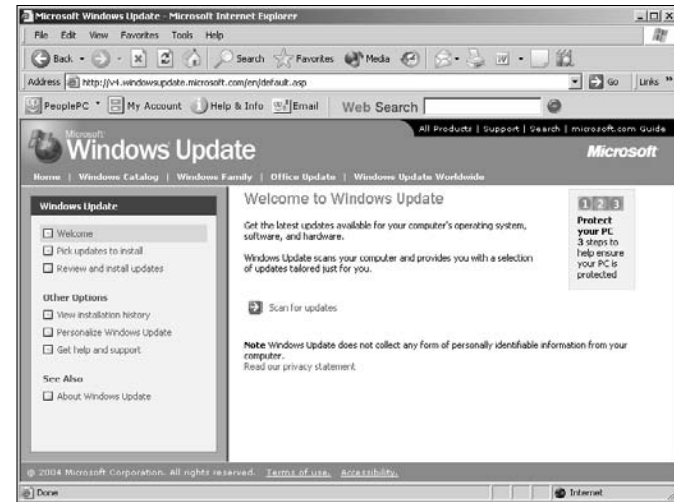 Microsoft Windows Update - Microsoft Internet Explorer
File Edit View Favorites Tools Help
Back Search Favorites Media
Address http://v4.windowsupdate.microsoft.com/en/default.asp Go Links »
PeoplePC My Account Help & Info Email Web Search
All Products | Support | Search | microsoft.com Guide
Microsoft
Windows Update
Microsoft
Home | Windows Catalog | Windows Family | Office Update | Windows Update Worldwide
Windows Update
Welcome
Pick updates to install
Review and install updates
Other Options
View installation history
Personalize Windows Update
Get help and support
See Also
About Windows Update
Welcome to Windows Update
Get the latest updates available for your computer's operating system,
software, and hardware.
Windows Update scans your computer and provides you with a selection
of updates tailored just for you.
Scan for updates
Note Windows Update does not collect any form of personally identifiable information from your
computer.
Read our privacy statement
1 2 3
Protect
your PC
3 steps to
help ensure
your PC is
protected
© 2004 Microsoft Corporation. All rights reserved. Terms of use. Accessibility.
Done Internet